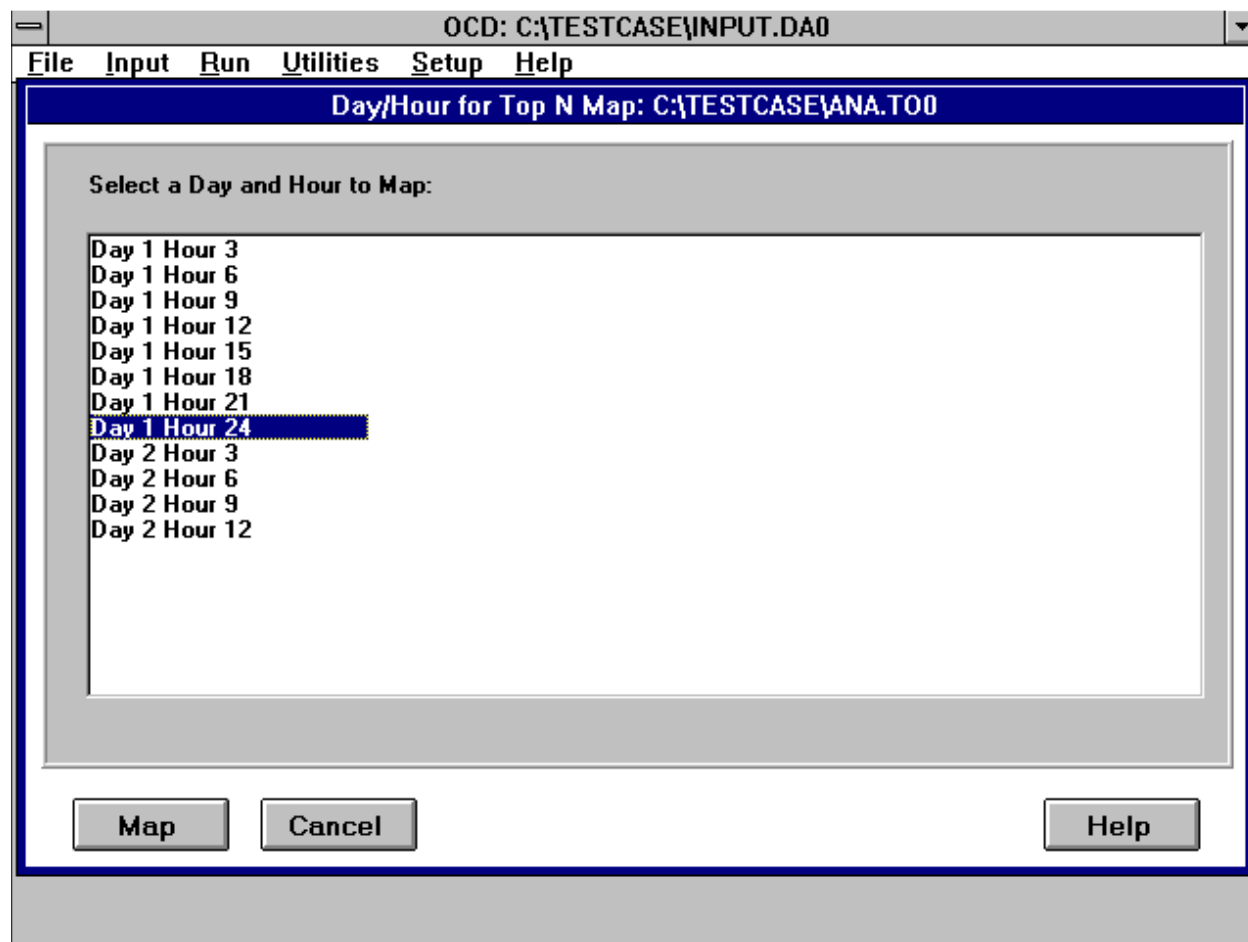 OCD: C:\TESTCASE\INPUT.DA0
File Input Run Utilities Setup Help
Day/Hour for Top N Map: C:\TESTCASE\ANA.TO0
Select a Day and Hour to Map:
Day 1 Hour 3
Day 1 Hour 6
Day 1 Hour 9
Day 1 Hour 12
Day 1 Hour 15
Day 1 Hour 18
Day 1 Hour 21
Day 1 Hour 24
Day 2 Hour 3
Day 2 Hour 6
Day 2 Hour 9
Day 2 Hour 12
Map Cancel Help